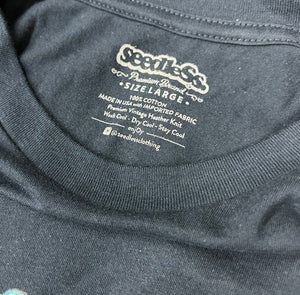 SeedleSs.
Premium Brand
• SIZE LARGE •
100% COTTON
MADE IN USA WITH IMPORTED FABRIC
Premium Vintage Heather Knit
Wash Cool - Dry Cool - Stay Cool
enjOy
@seedlessclothing